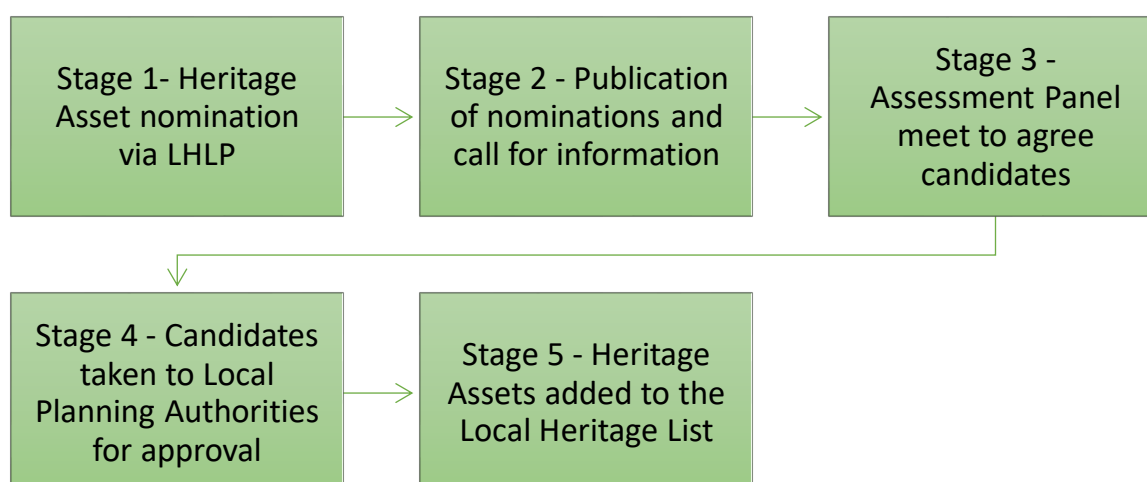 Stage 1- Heritage
Asset nomination
via LHLP
Stage 2 - Publication
of nominations and
call for information
Stage 3 -
Assessment Panel
meet to agree
candidates
Stage 4 - Candidates
taken to Local
Planning Authorities
for approval
Stage 5 - Heritage
Assets added to the
Local Heritage List